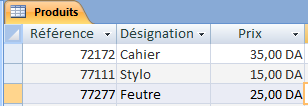 Produits
Référence Désignation Prix
72172 Cahier 35,00 DA
77111 Stylo 15,00 DA
77277 Feutre 25,00 DA